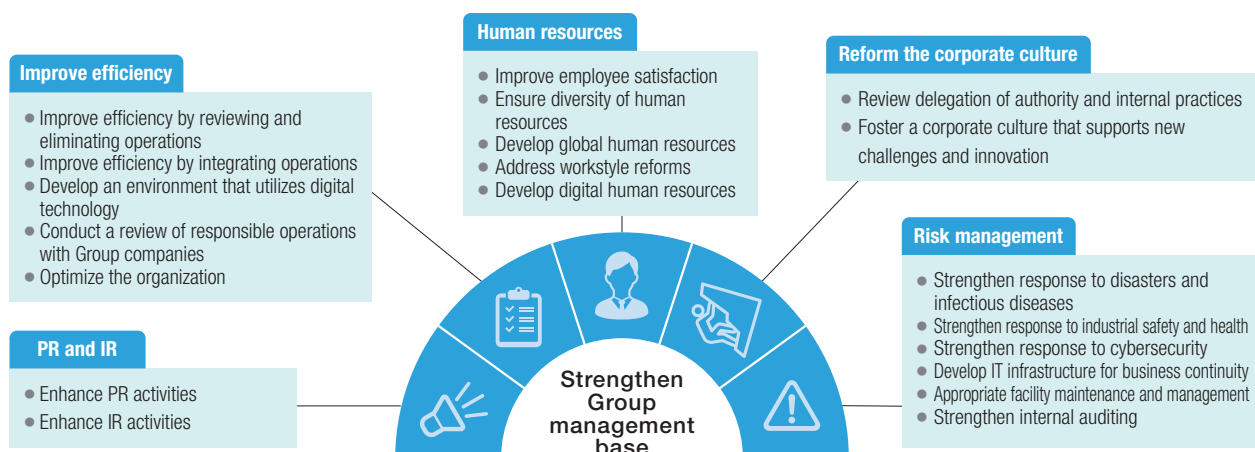 Improve efficiency
● Improve efficiency by reviewing and
eliminating operations
● Improve efficiency by integrating operations
● Develop an environment that utilizes digital
technology
● Conduct a review of responsible operations
with Group companies
● Optimize the organization
PR and IR
● Enhance PR activities
● Enhance IR activities
Human resources
● Improve employee satisfaction
● Ensure diversity of human
resources
● Develop global human resources
● Address workstyle reforms
● Develop digital human resources
Reform the corporate culture
● Review delegation of authority and internal practices
● Foster a corporate culture that supports new
challenges and innovation
Risk management
● Strengthen response to disasters and
infectious diseases
● Strengthen response to industrial safety and health
● Strengthen response to cybersecurity
● Develop IT infrastructure for business continuity
● Appropriate facility maintenance and management
● Strengthen internal auditing
Strengthen
Group
management
base